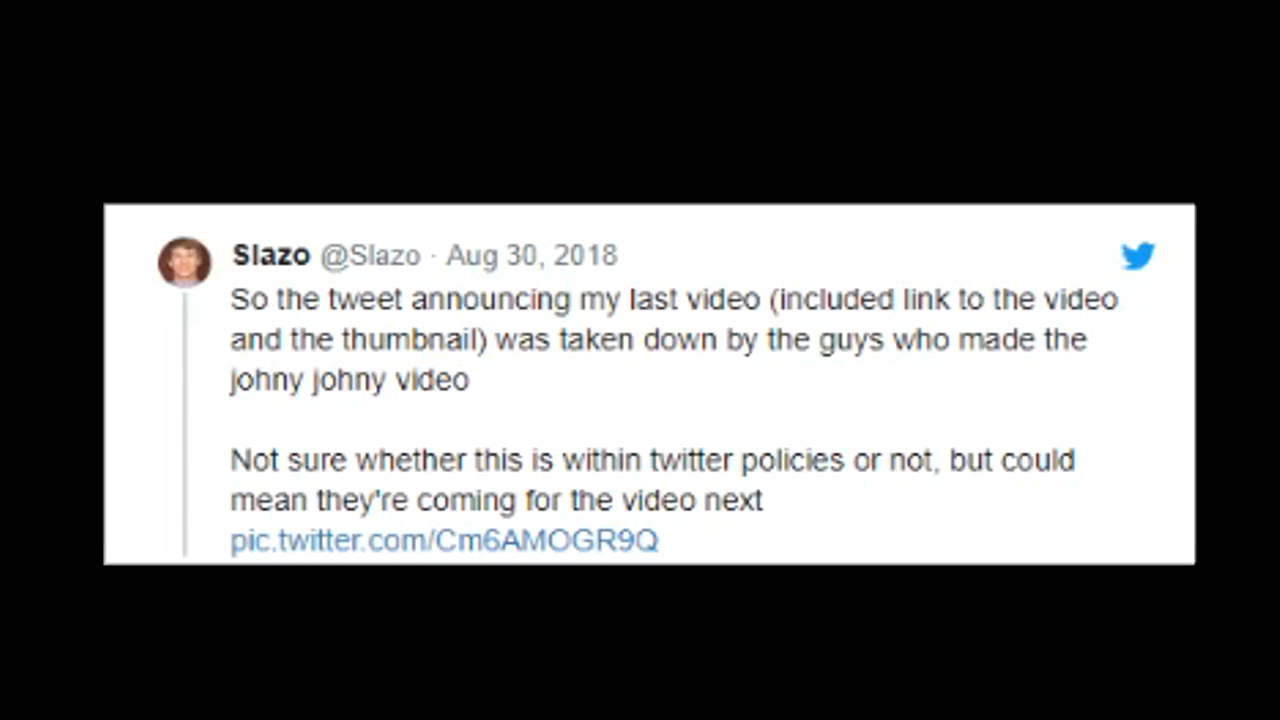 Slazo @Slazo · Aug 30, 2018
So the tweet announcing my last video (included link to the video
and the thumbnail) was taken down by the guys who made the
johny johny video
Not sure whether this is within twitter policies or not, but could
mean they're coming for the video next
pic.twitter.com/Cm6AMOGR9Q